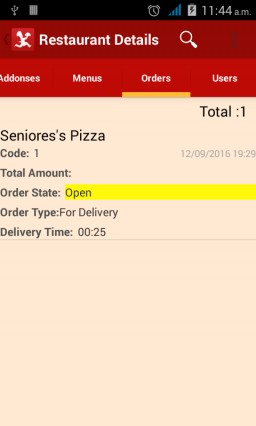 11:44 a.m.
Restaurant Details
Addonses Menus Orders Users
Total :1
Seniores's Pizza
Code: 1 12/09/2016 19:29
Total Amount:
Order State: Open
Order Type:For Delivery
Delivery Time: 00:25